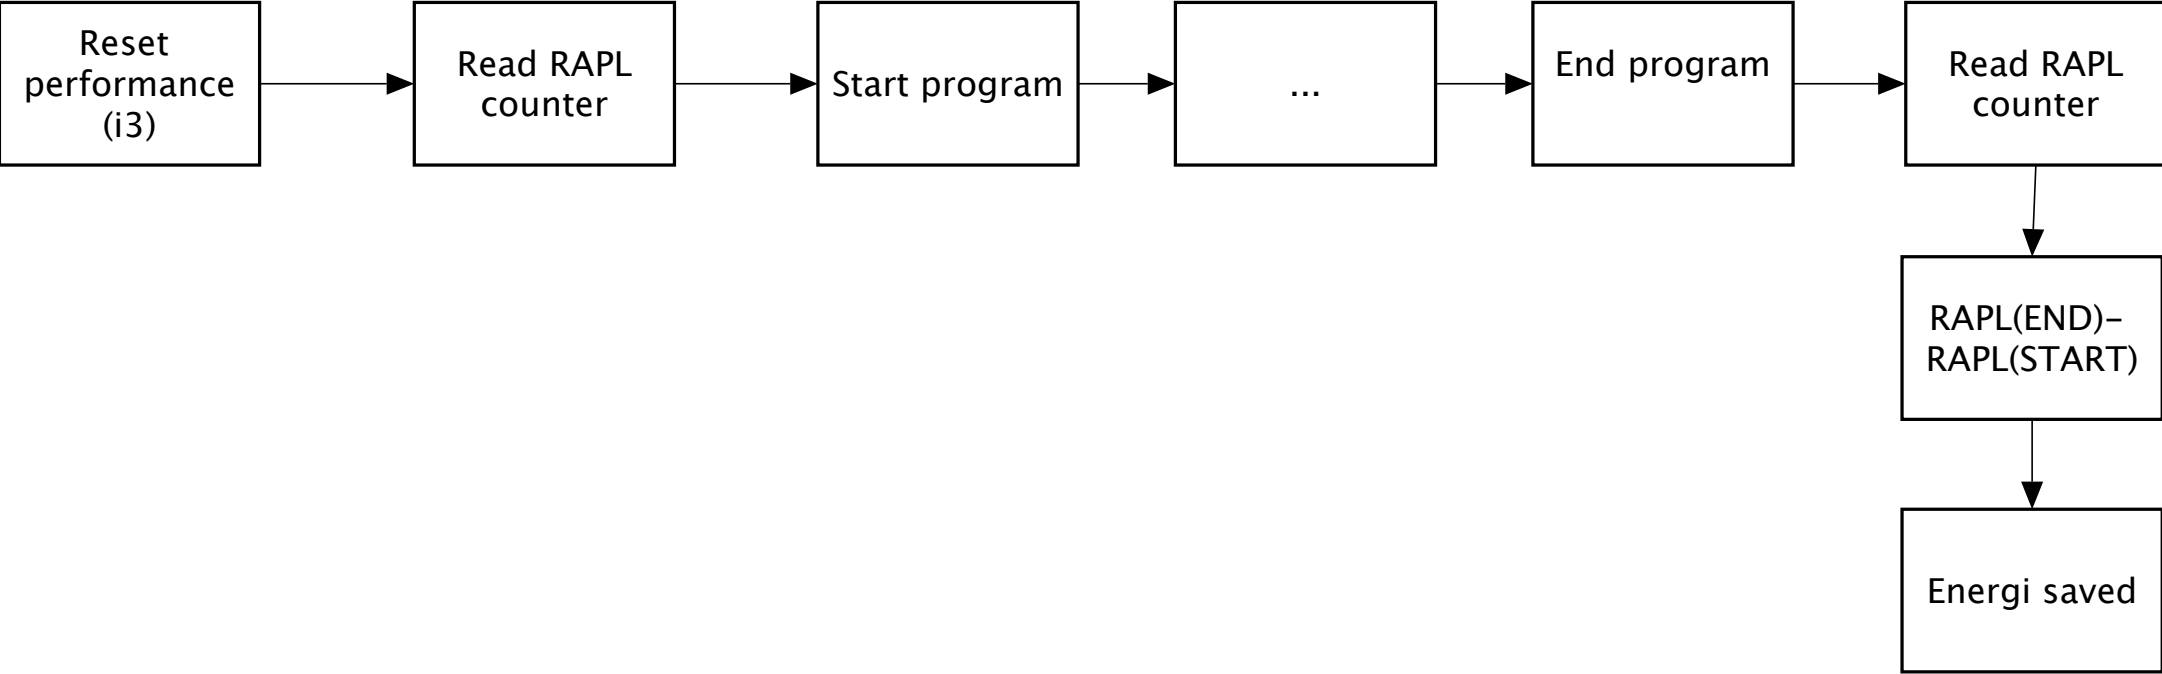 Reset
performance
(i3)
Read RAPL
counter
Start program
...
End program
Read RAPL
counter
RAPL(END)–
RAPL(START)
Energi saved